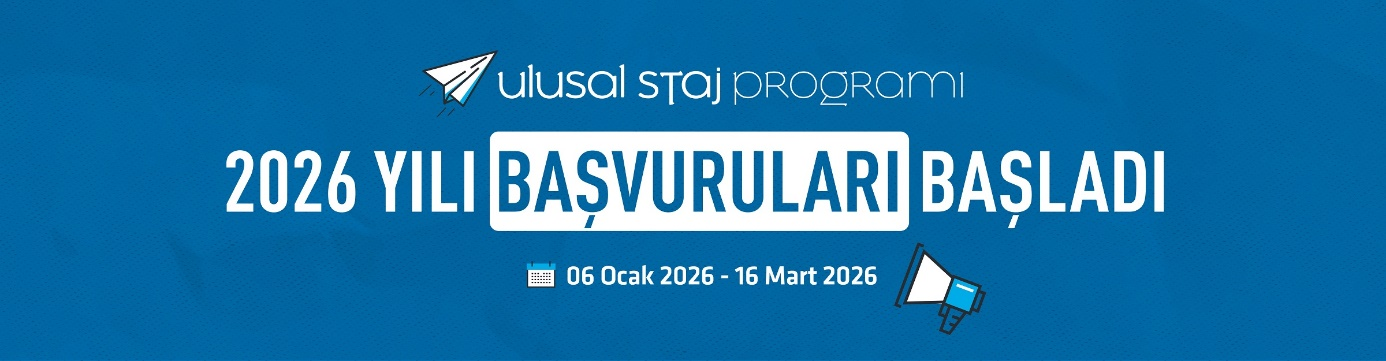 ulusal staj programı
2026 YILI BAŞVURULARI BAŞLADI
06 Ocak 2026 - 16 Mart 2026